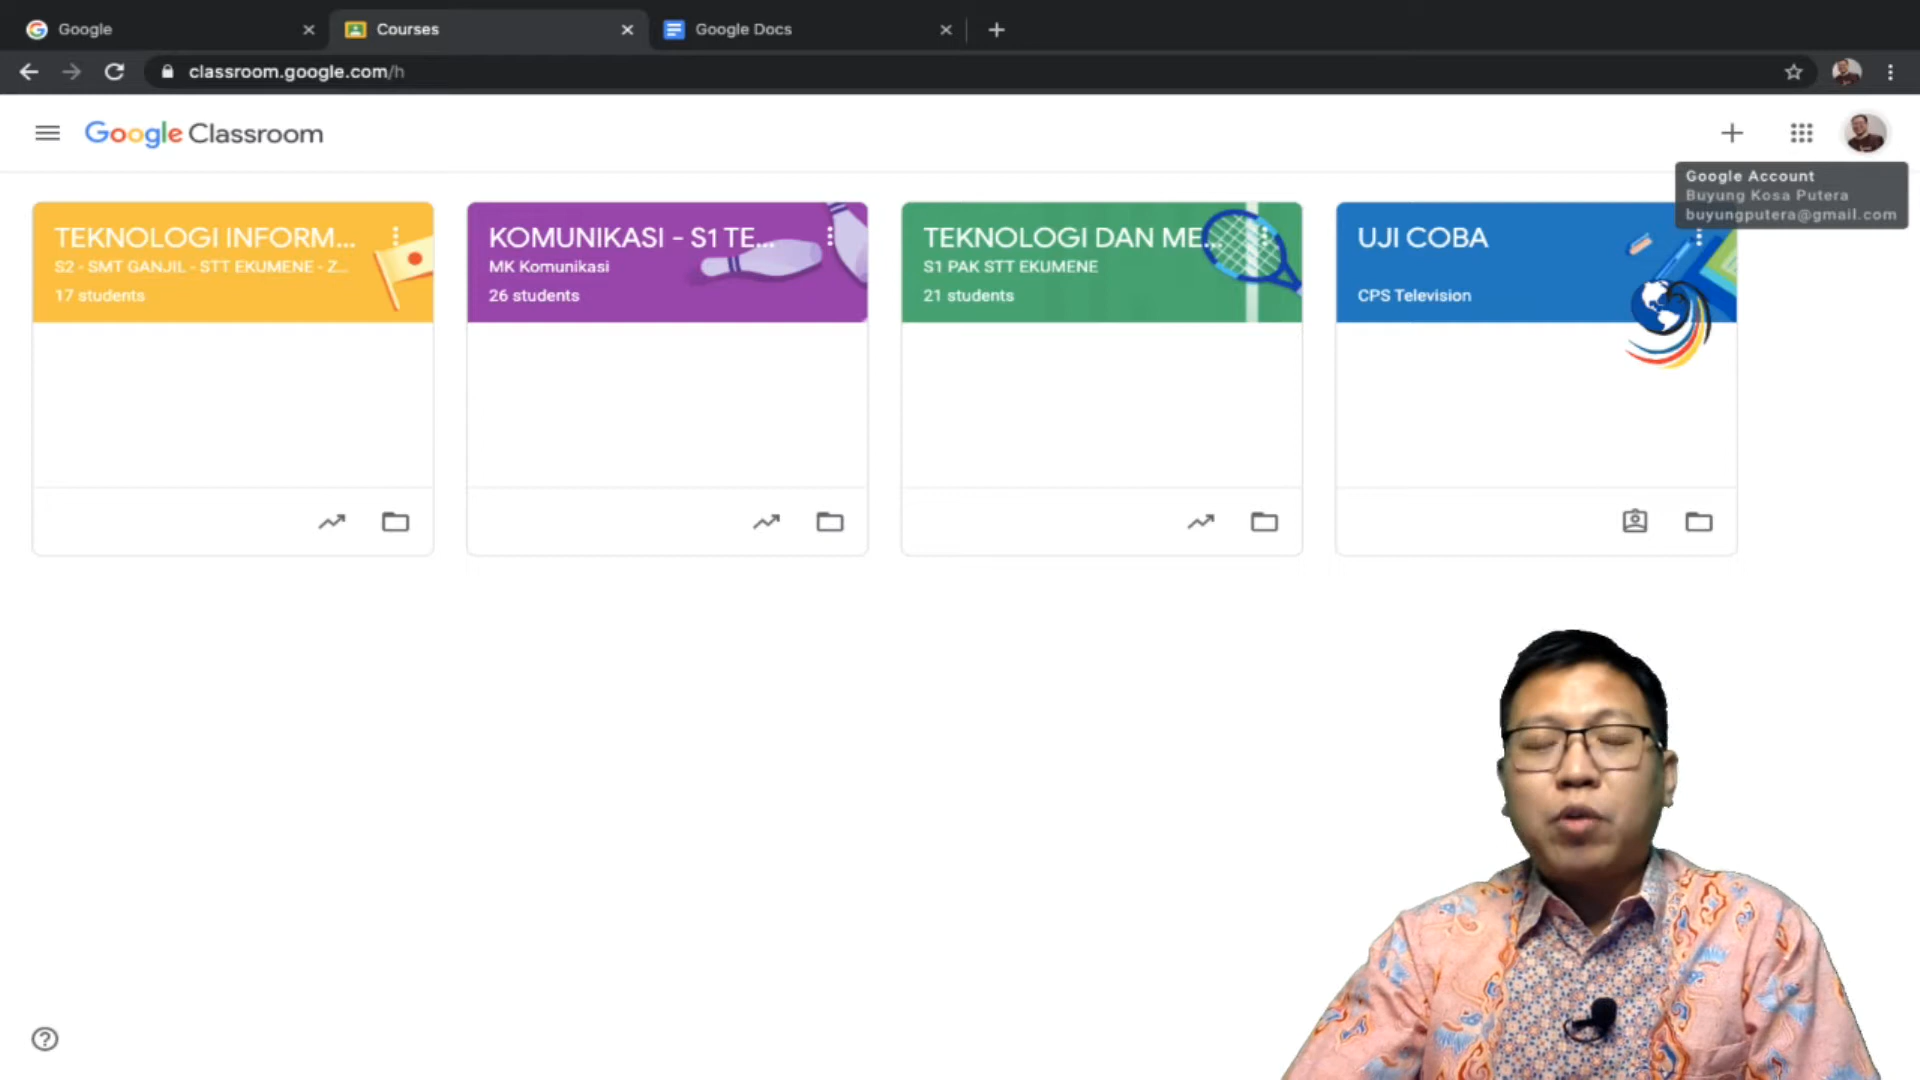 Google
Courses
Google Docs
classroom.google.com/h
Google Classroom
Google Account
Buyung Kosa Putera
buyungputera@gmail.com
TEKNOLOGI INFORM...
S2 - SMT GANJIL - STT EKUMENE - Z...
17 students
KOMUNIKASI - S1 TE...
MK Komunikasi
26 students
TEKNOLOGI DAN ME...
S1 PAK STT EKUMENE
21 students
UJI COBA
CPS Television